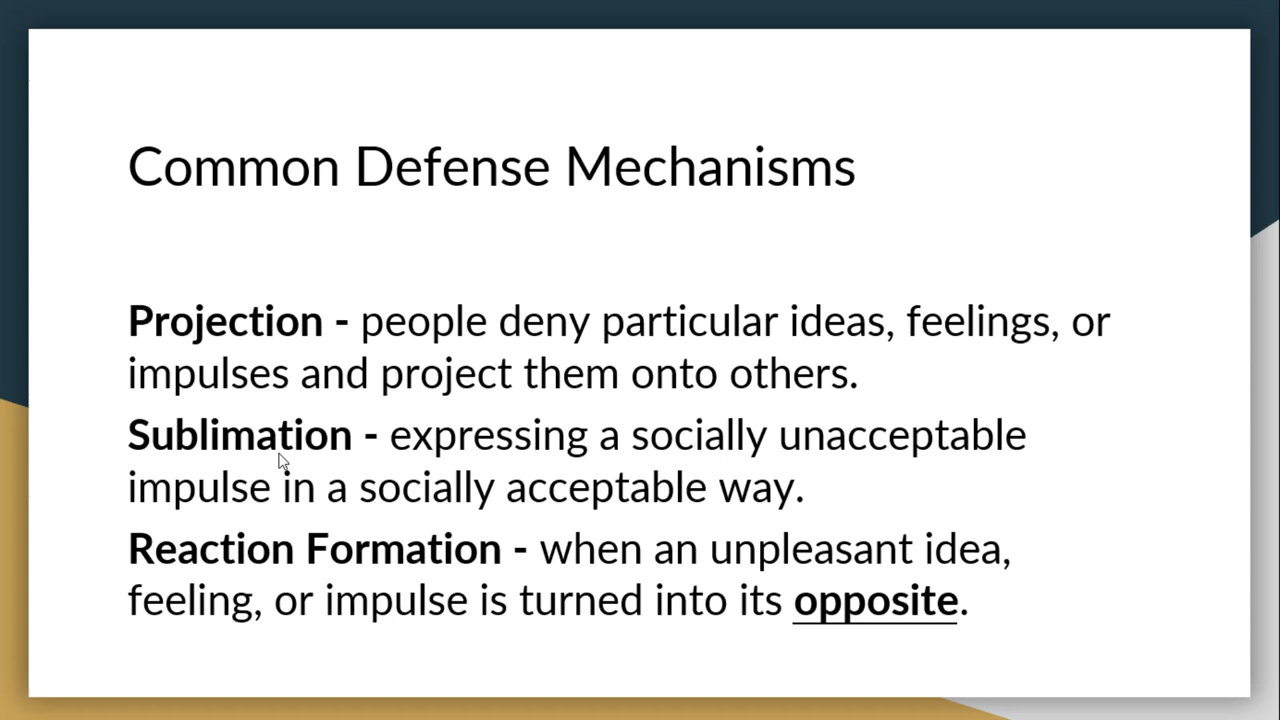 Common Defense Mechanisms
Projection - people deny particular ideas, feelings, or
impulses and project them onto others.
Sublimation - expressing a socially unacceptable
impulse in a socially acceptable way.
Reaction Formation - when an unpleasant idea,
feeling, or impulse is turned into its opposite.